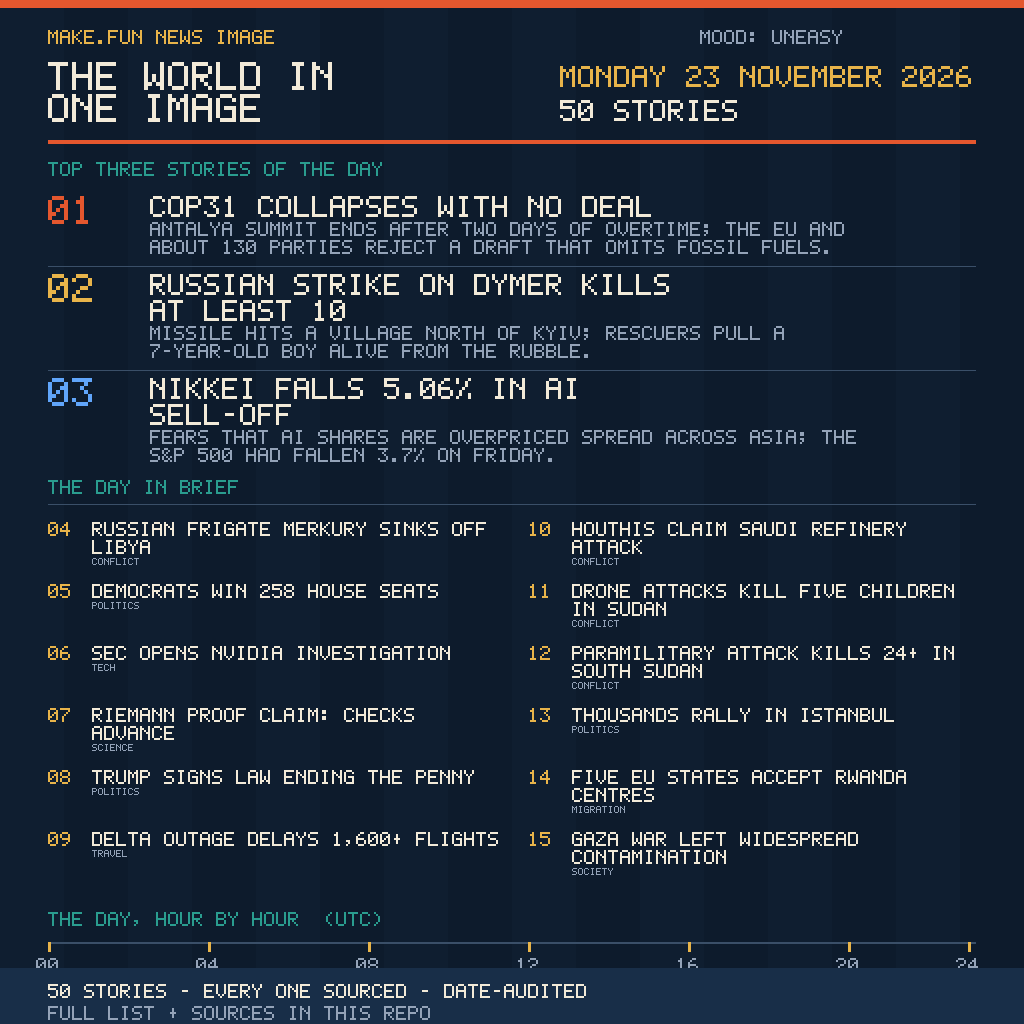 MAKE.FUN NEWS IMAGE
MOOD: UNEASY
THE WORLD IN
ONE IMAGE
MONDAY 23 NOVEMBER 2026
50 STORIES
TOP THREE STORIES OF THE DAY
01
COP31 COLLAPSES WITH NO DEAL
ANTALYA SUMMIT ENDS AFTER TWO DAYS OF OVERTIME; THE EU AND
ABOUT 130 PARTIES REJECT A DRAFT THAT OMITS FOSSIL FUELS.
02
RUSSIAN STRIKE ON DYMER KILLS
AT LEAST 10
MISSILE HITS A VILLAGE NORTH OF KYIV; RESCUERS PULL A
7-YEAR-OLD BOY ALIVE FROM THE RUBBLE.
03
NIKKEI FALLS 5.06% IN AI
SELL-OFF
FEARS THAT AI SHARES ARE OVERPRICED SPREAD ACROSS ASIA; THE
S&P 500 HAD FALLEN 3.7% ON FRIDAY.
THE DAY IN BRIEF
04 RUSSIAN FRIGATE MERKURY SINKS OFF
LIBYA
CONFLICT
05 DEMOCRATS WIN 258 HOUSE SEATS
POLITICS
06 SEC OPENS NVIDIA INVESTIGATION
TECH
07 RIEMANN PROOF CLAIM: CHECKS
ADVANCE
SCIENCE
08 TRUMP SIGNS LAW ENDING THE PENNY
POLITICS
09 DELTA OUTAGE DELAYS 1,600+ FLIGHTS
TRAVEL
10 HOUTHIS CLAIM SAUDI REFINERY
ATTACK
CONFLICT
11 DRONE ATTACKS KILL FIVE CHILDREN
IN SUDAN
CONFLICT
12 PARAMILITARY ATTACK KILLS 24+ IN
SOUTH SUDAN
CONFLICT
13 THOUSANDS RALLY IN ISTANBUL
POLITICS
14 FIVE EU STATES ACCEPT RWANDA
CENTRES
MIGRATION
15 GAZA WAR LEFT WIDESPREAD
CONTAMINATION
SOCIETY
THE DAY, HOUR BY HOUR (UTC)
00 04 08 12 16 20 24
50 STORIES - EVERY ONE SOURCED - DATE-AUDITED
FULL LIST + SOURCES IN THIS REPO